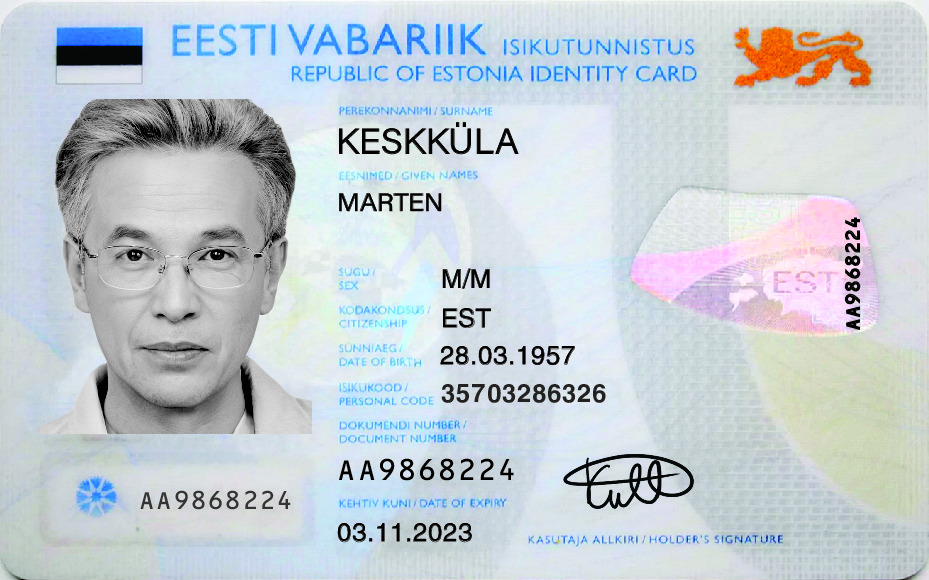 EESTI VABARIIK ISIKUTUNNISTUS
REPUBLIC OF ESTONIA IDENTITY CARD
PEREKONNANIMI / SURNAME
KESKKÜLA
EESNIMED / GIVEN NAMES
MARTEN
SUGU /
SEX
M/M
KODAKONDSUS /
CITIZENSHIP
EST
SÜNNIAEG /
DATE OF BIRTH
28.03.1957
ISIKUKOOD /
PERSONAL CODE
35703286326
DOKUMENDI NUMBER /
DOCUMENT NUMBER
AA9868224
KEHTIV KUNI / DATE OF EXPIRY
03.11.2023
KASUTAJA ALLKIRI / HOLDER'S SIGNATURE
AA9868224
EST
AA9868224